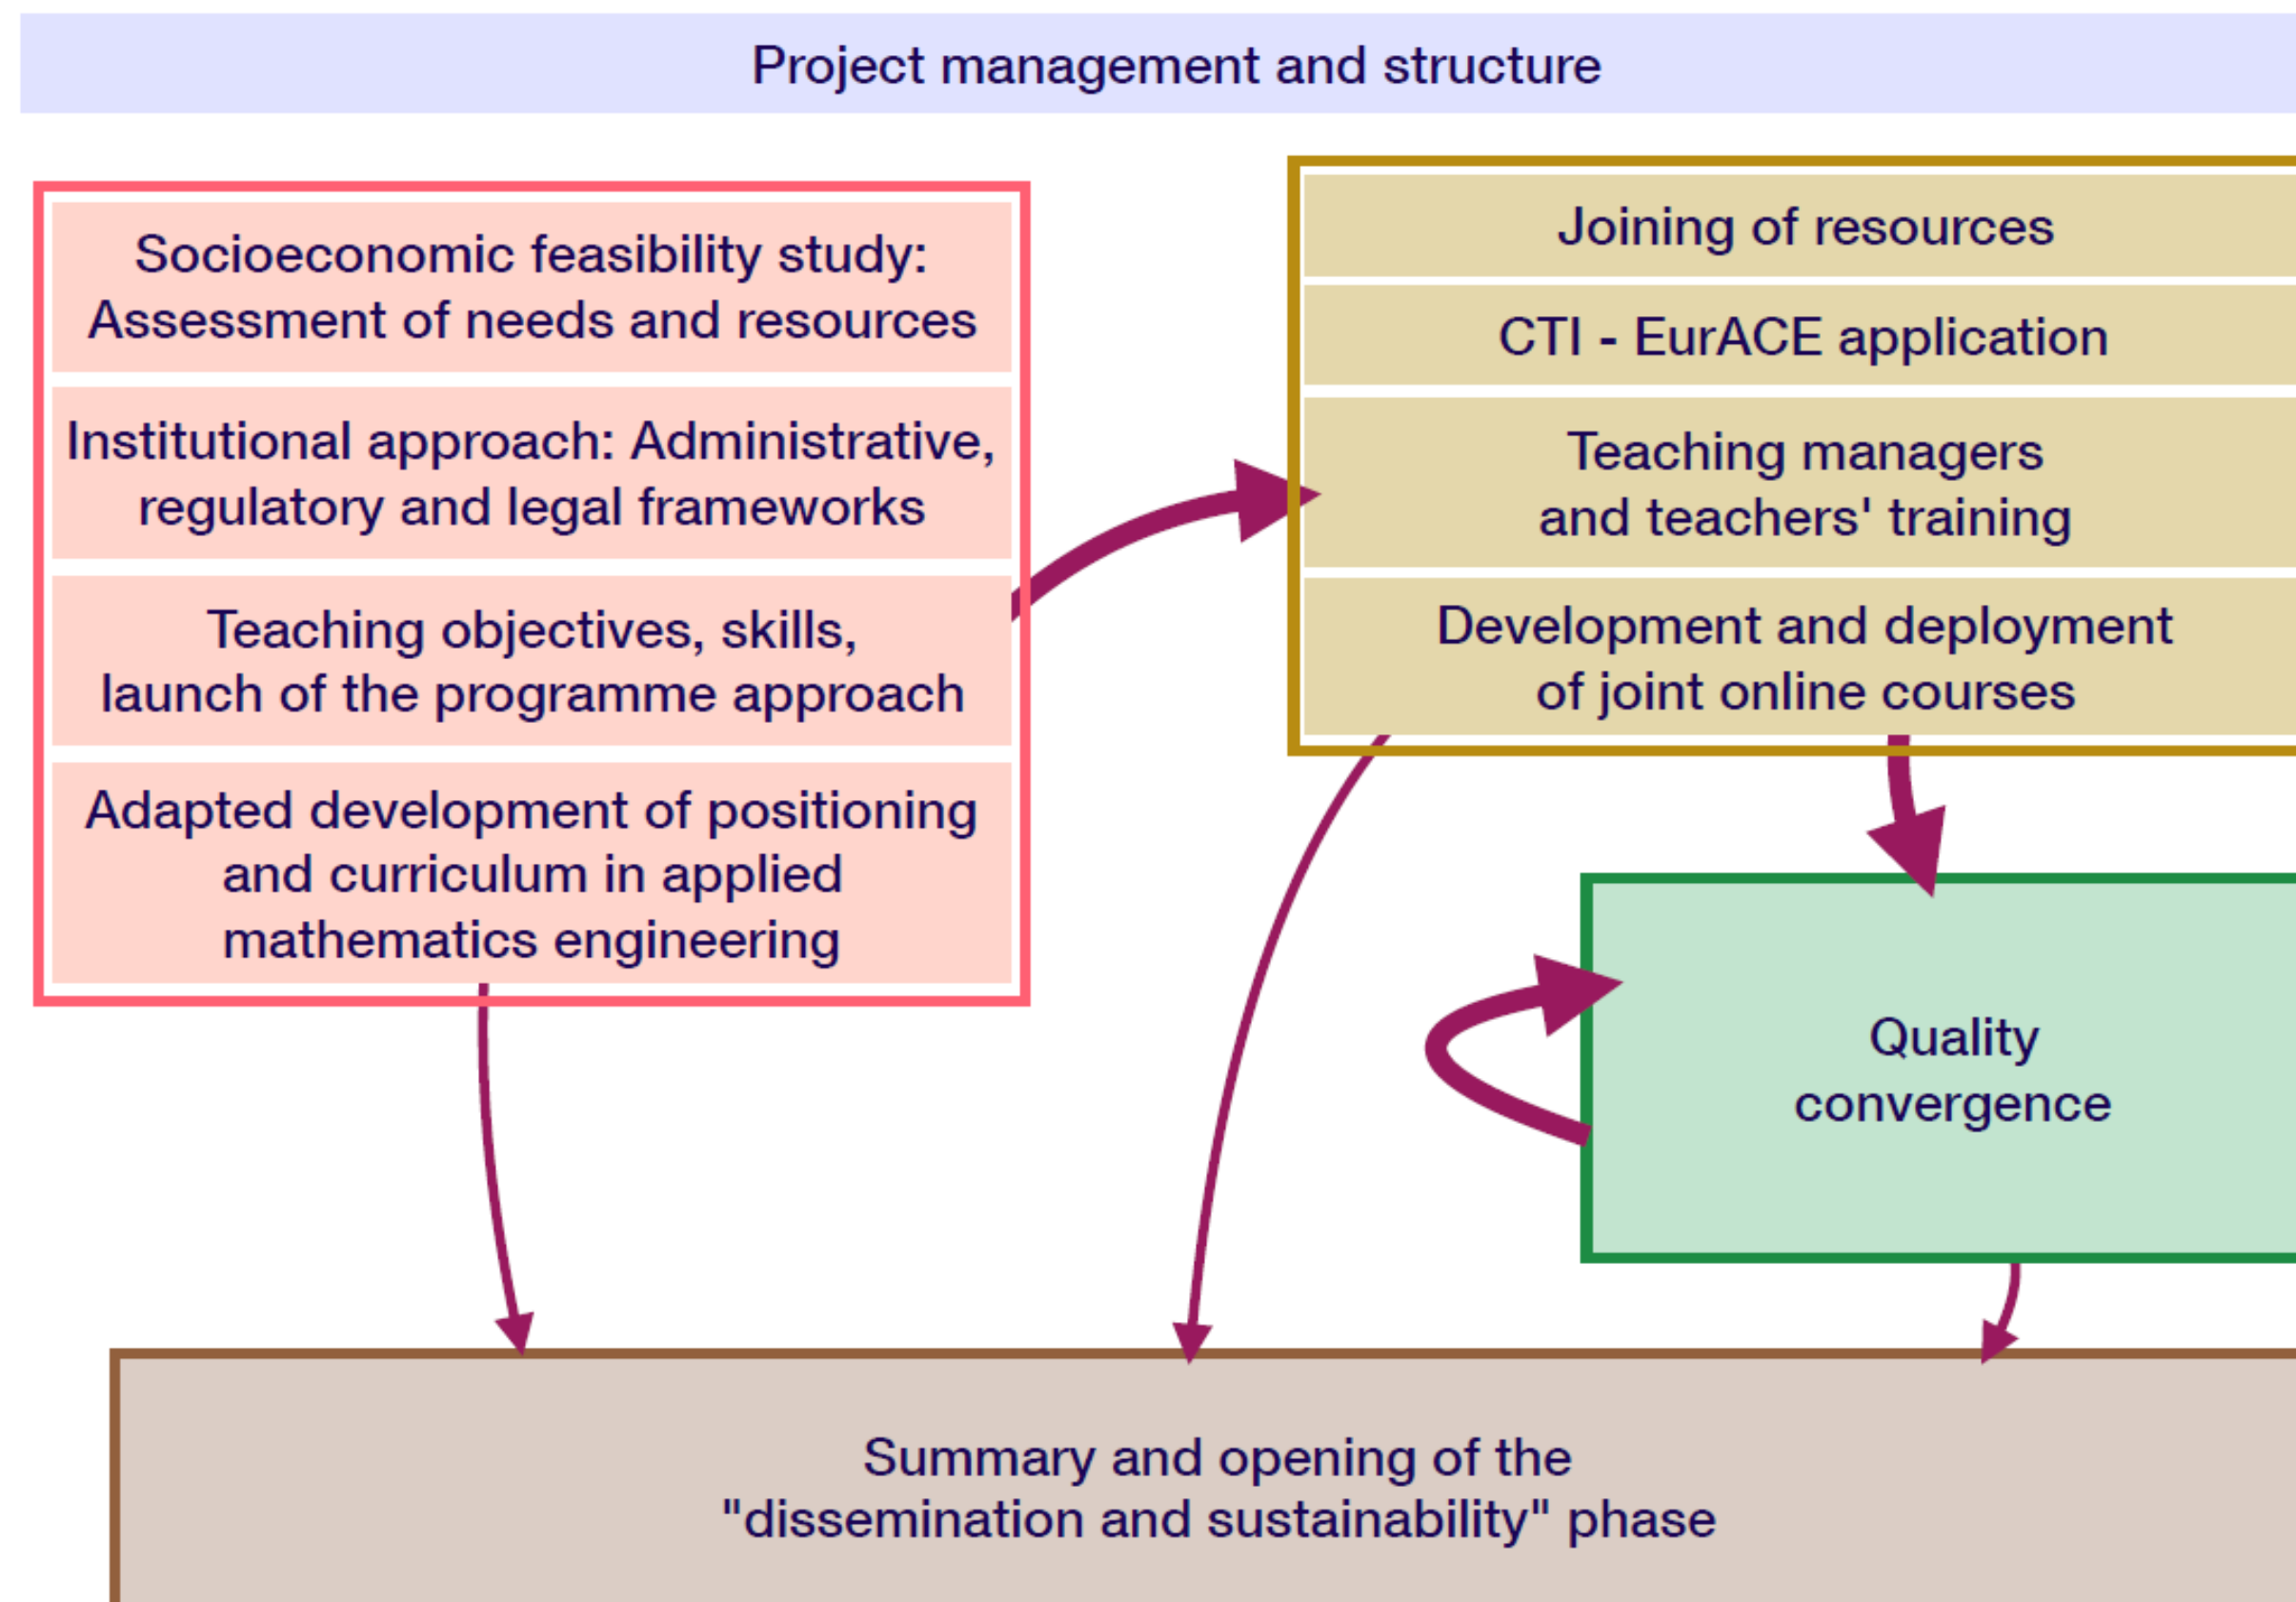 Project management and structure
Socioeconomic feasibility study:
Assessment of needs and resources
Institutional approach: Administrative,
regulatory and legal frameworks
Teaching objectives, skills,
launch of the programme approach
Adapted development of positioning
and curriculum in applied
mathematics engineering
Joining of resources
CTI - EurACE application
Teaching managers
and teachers' training
Development and deployment
of joint online courses
Quality
convergence
Summary and opening of the
"dissemination and sustainability" phase